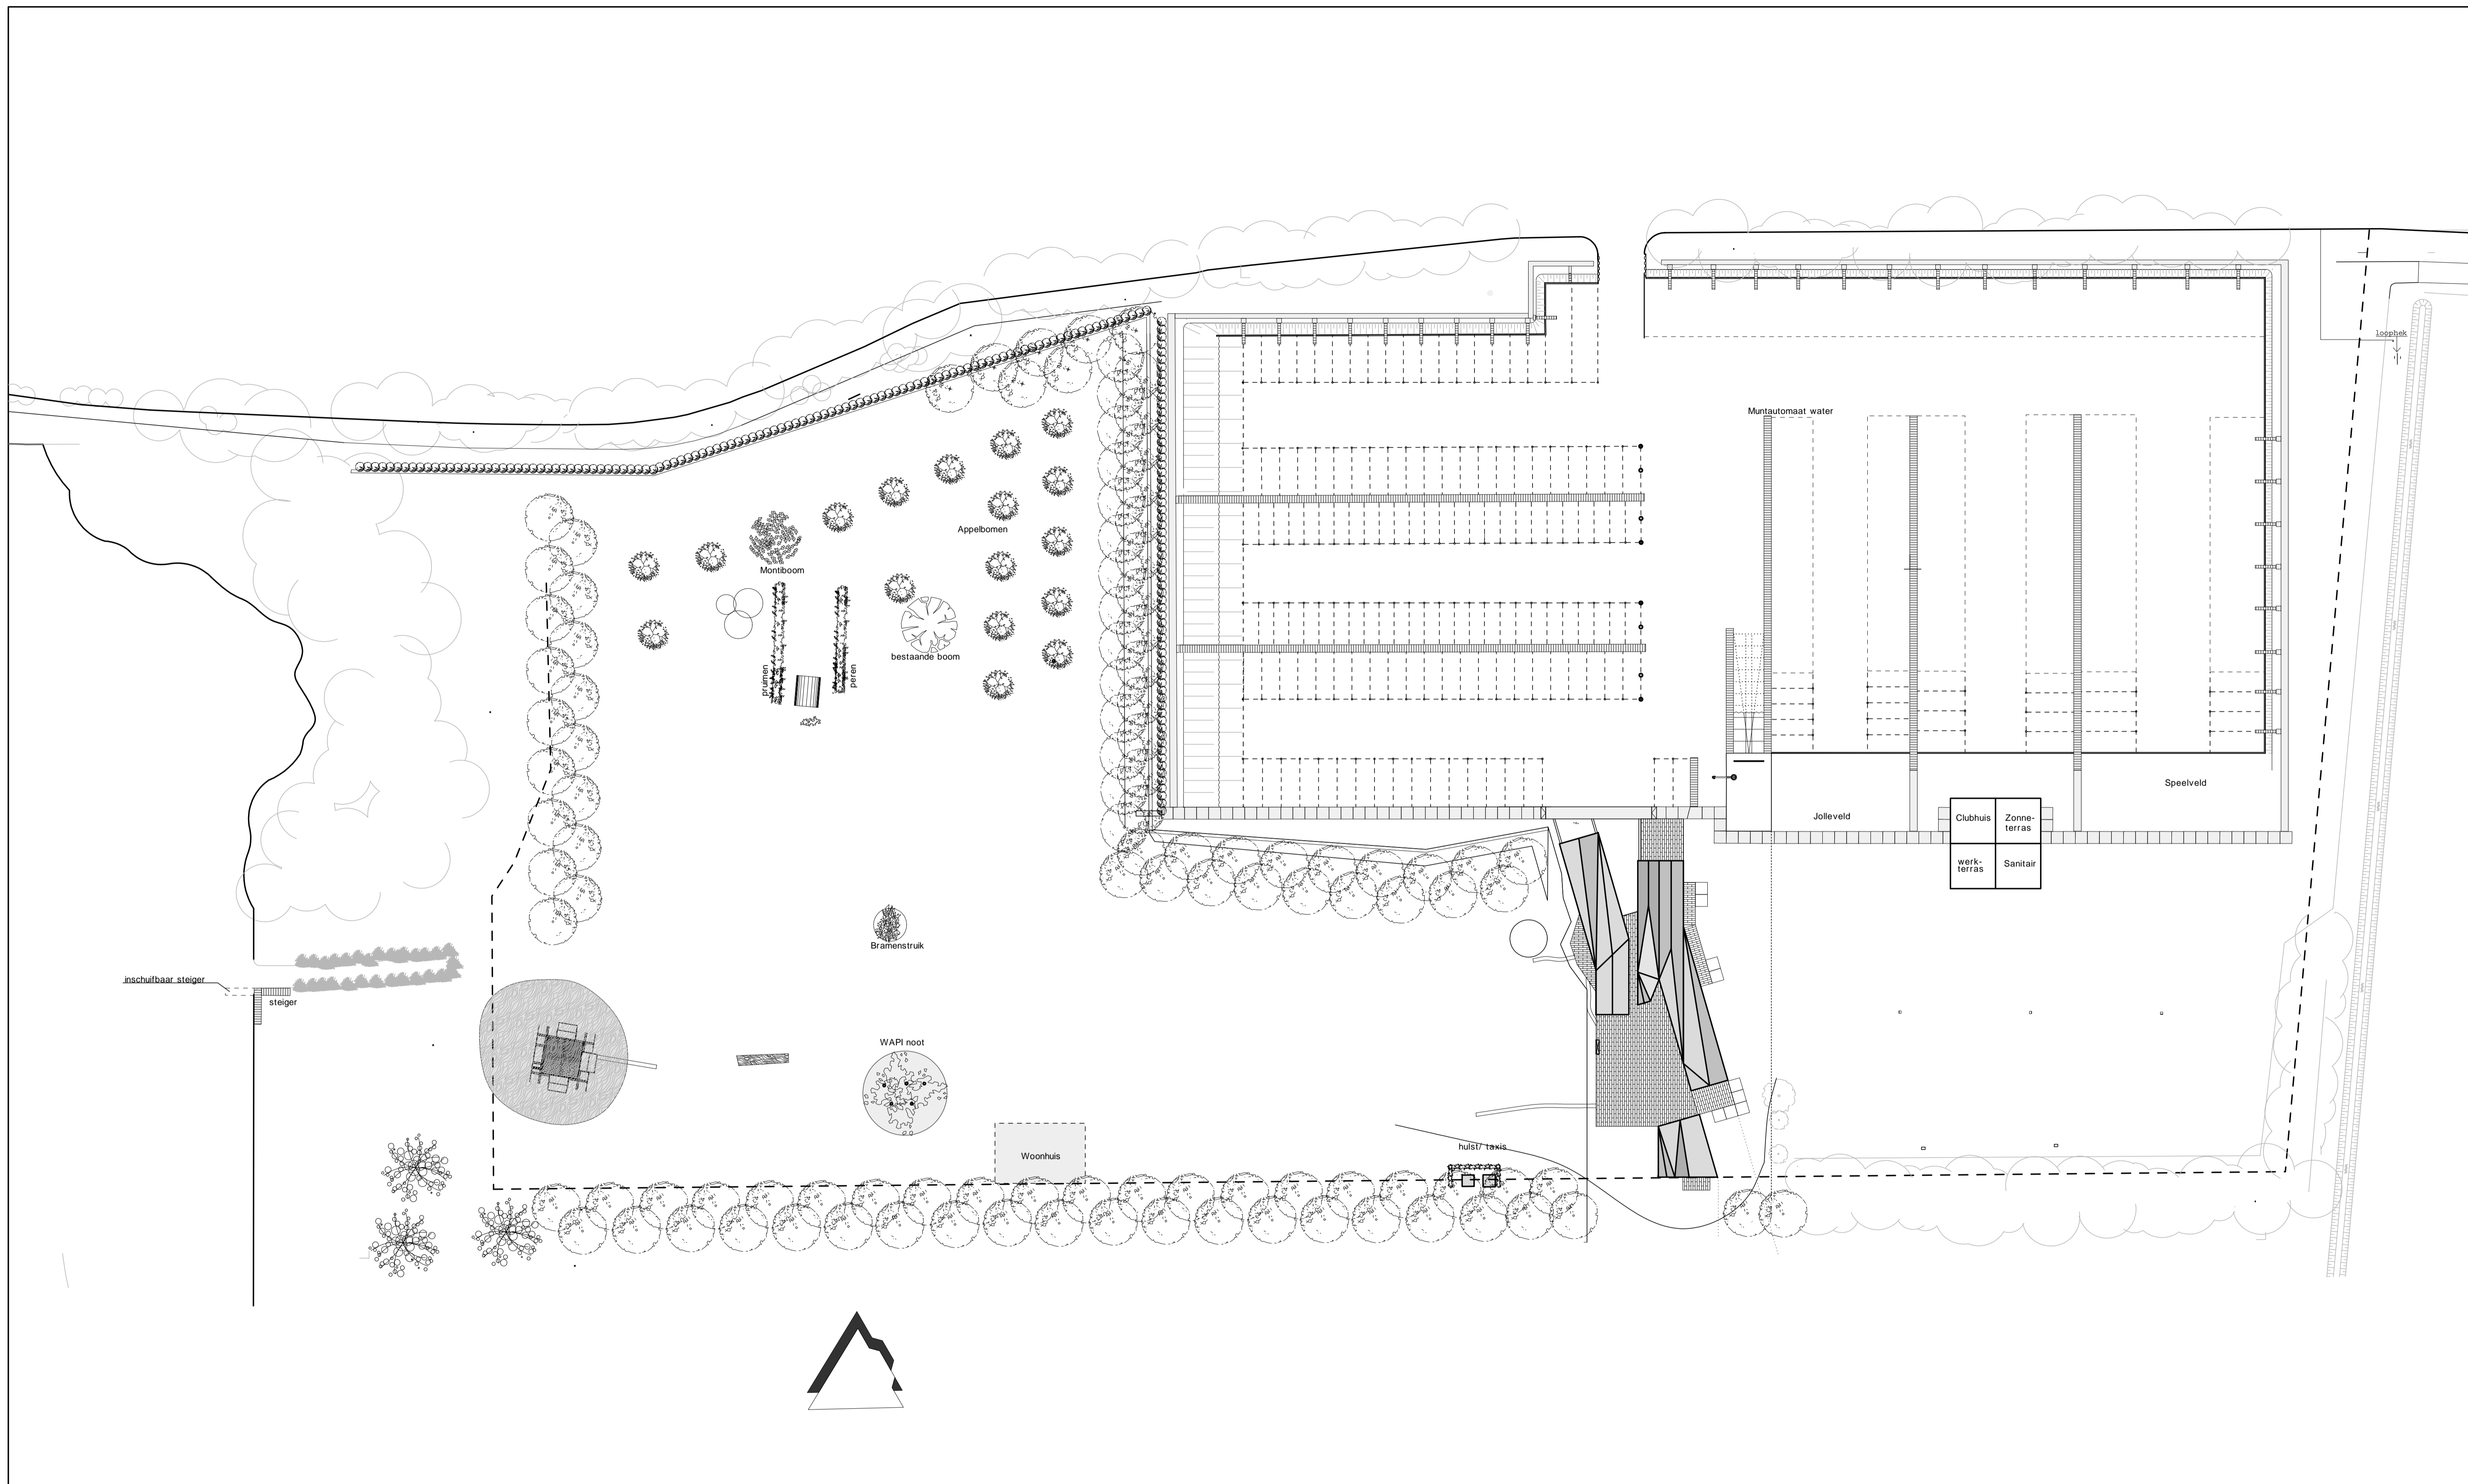 loophek
Muntautomaat water
Appelbomen
Montiboom
bestaande boom
pruimen
peren
Speelveld
Jolleveld
Clubhuis
Zonne-
terras
werk-
terras
Sanitair
Bramenstruik
inschuifbaar steiger
steiger
WAPI noot
hulst/ taxis
Woonhuis